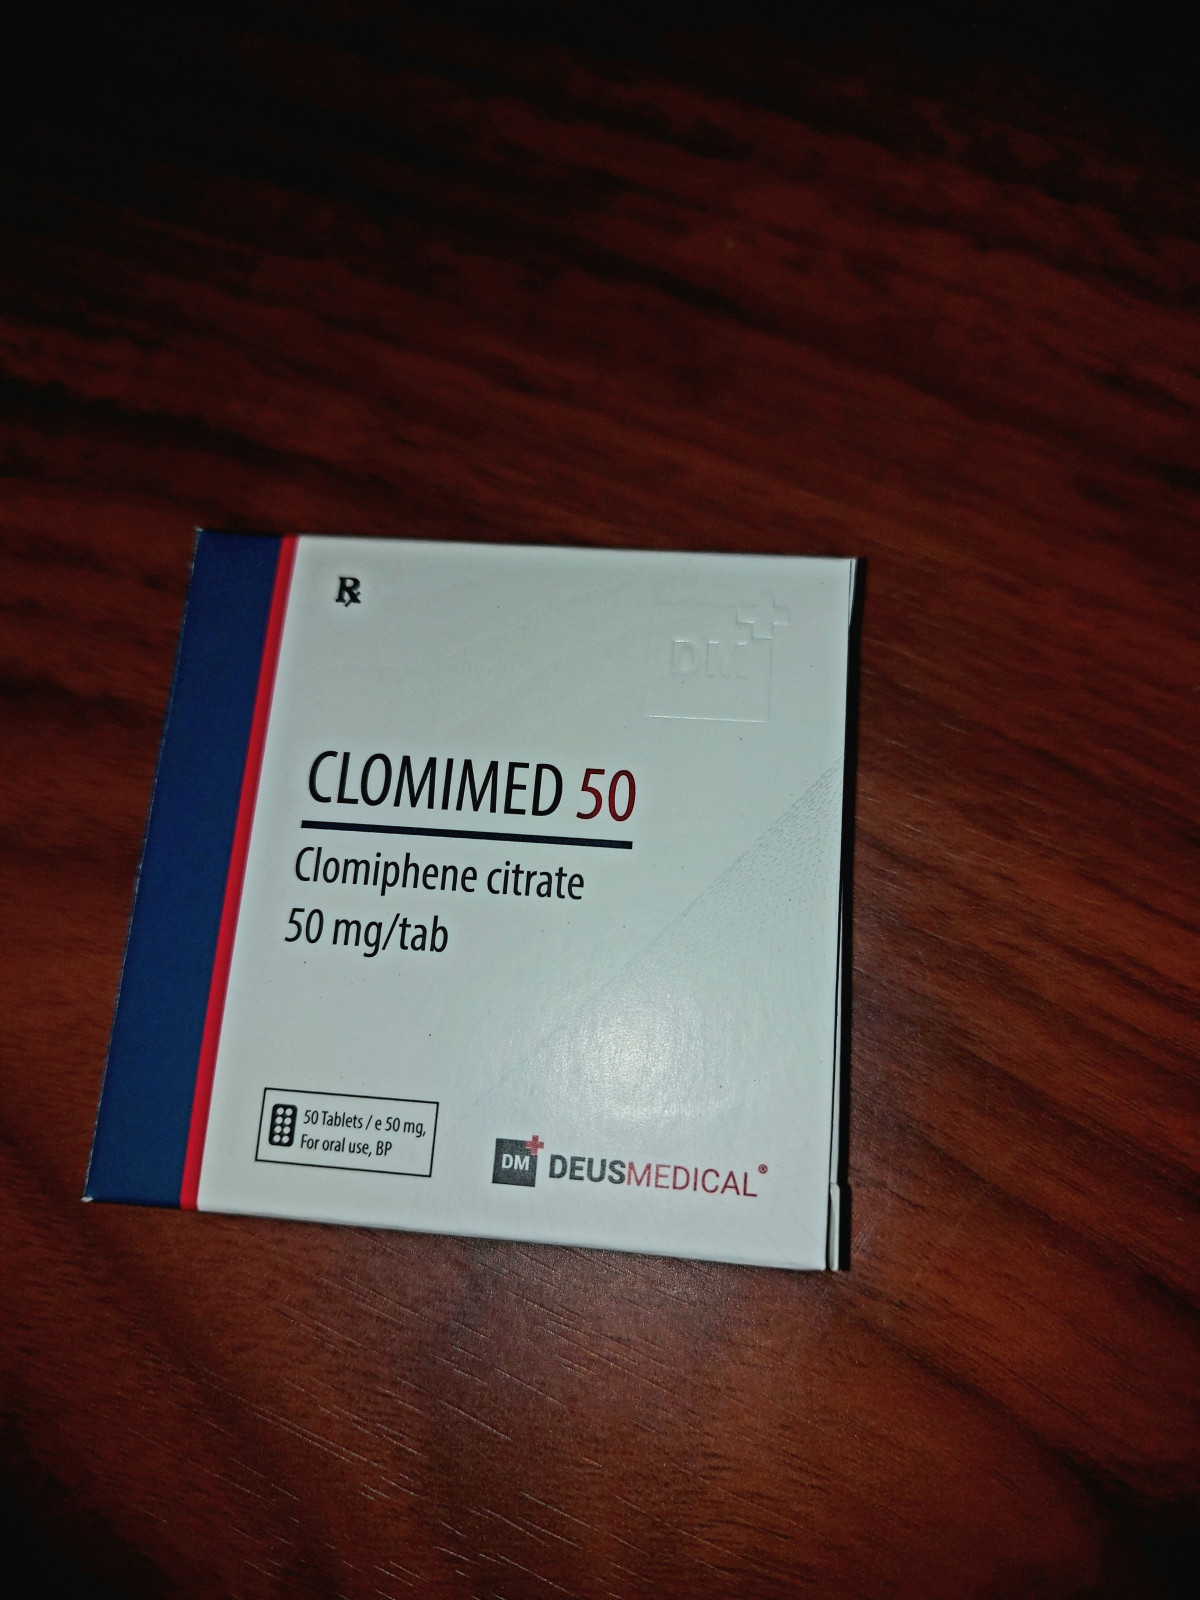 ℞
DM
CLOMIMED 50
Clomiphene citrate
50 mg/tab
50 Tablets / e 50 mg,
For oral use, BP
DM DEUSMEDICAL®